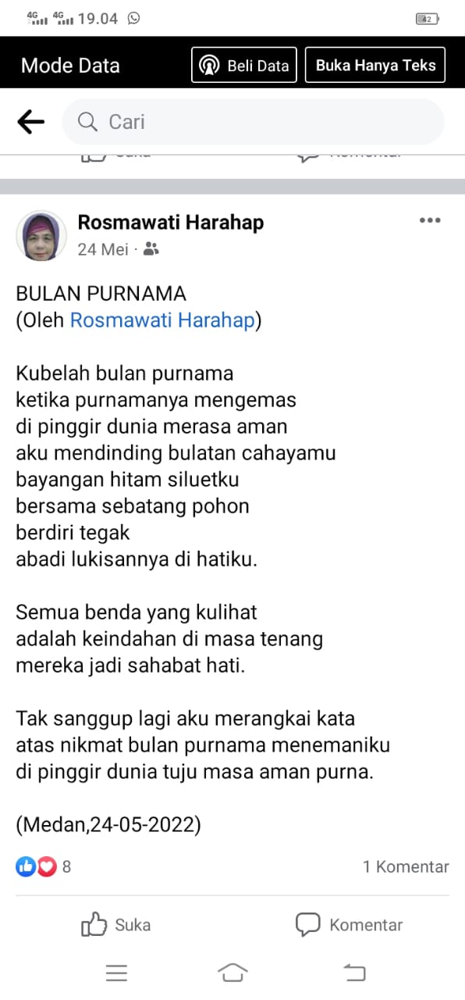 4G 4G 19.04 42
Mode Data Beli Data Buka Hanya Teks
Cari
Suka Komentar
Rosmawati Harahap
24 Mei ·
BULAN PURNAMA
(Oleh Rosmawati Harahap)
Kubelah bulan purnama
ketika purnamanya mengemas
di pinggir dunia merasa aman
aku mendinding bulatan cahayamu
bayangan hitam siluetku
bersama sebatang pohon
berdiri tegak
abadi lukisannya di hatiku.
Semua benda yang kulihat
adalah keindahan di masa tenang
mereka jadi sahabat hati.
Tak sanggup lagi aku merangkai kata
atas nikmat bulan purnama menemaniku
di pinggir dunia tuju masa aman purna.
(Medan,24-05-2022)
8 1 Komentar
Suka Komentar